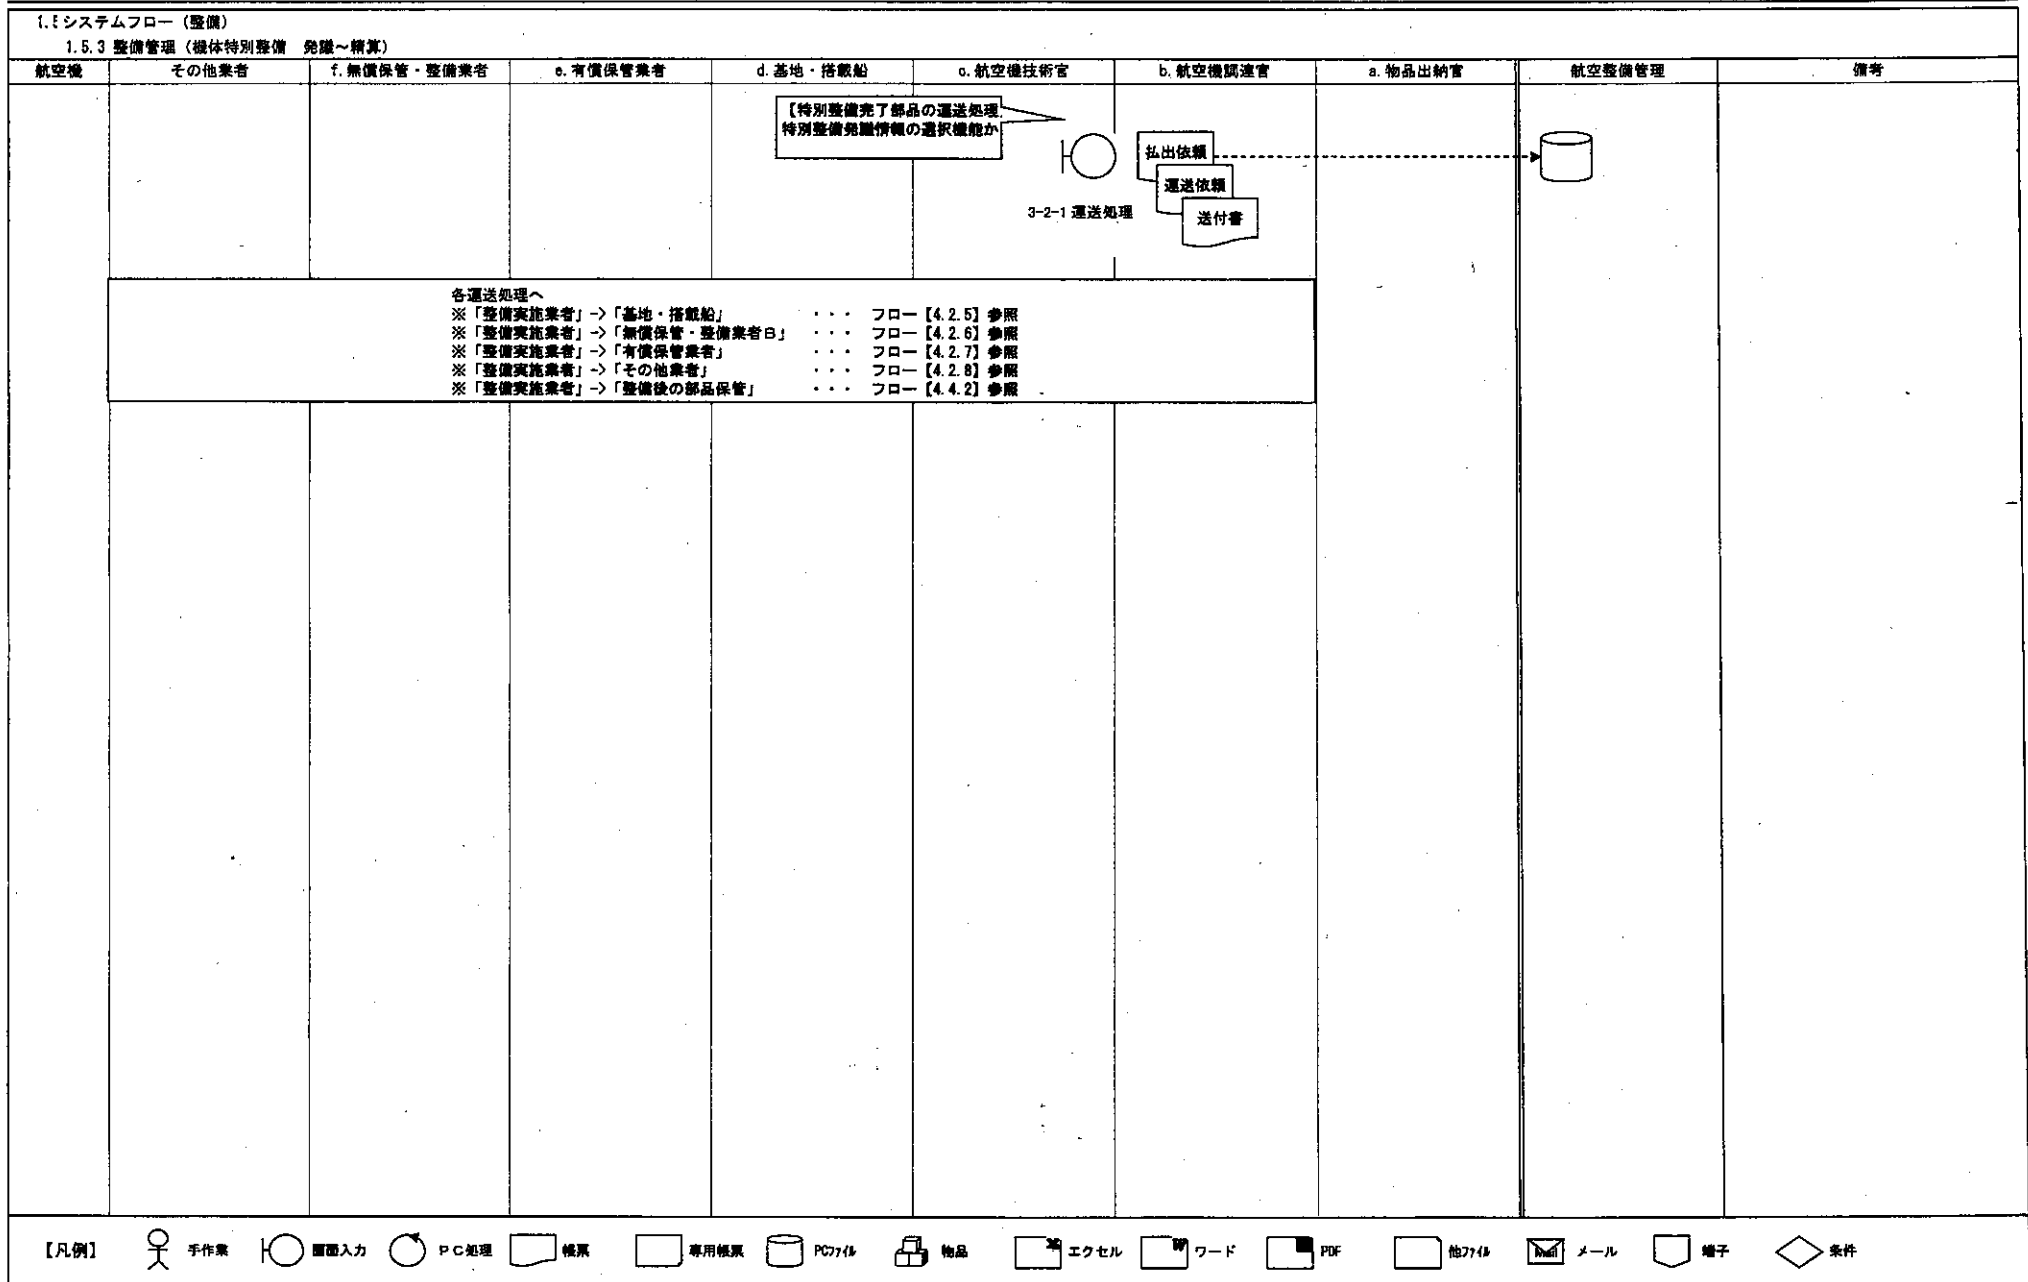 1.5 システムフロー（整備）
1.5.3 整備管理（機体特別整備　発議～精算）
航空機 その他業者 f.無償保管・整備業者 e.有償保管業者 d.基地・搭載船 c.航空機技術官 b.航空機調達官 a.物品出納官 航空整備管理 備考
【特別整備完了部品の運送処理
特別整備発議情報の選択機能か
払出依頼
運送依頼
3-2-1 運送処理
送付書
各運送処理へ
※「整備実施業者」->「基地・搭載船」　・・・　フロー【4.2.5】参照
※「整備実施業者」->「無償保管・整備業者B」　・・・　フロー【4.2.6】参照
※「整備実施業者」->「有償保管業者」　・・・　フロー【4.2.7】参照
※「整備実施業者」->「その他業者」　・・・　フロー【4.2.8】参照
※「整備実施業者」->「整備後の部品保管」　・・・　フロー【4.4.2】参照
【凡例】 手作業 画面入力 PC処理 帳票 専用帳票 PCファイル 物品 エクセル ワード PDF 他ファイル Mail メール 端子 条件